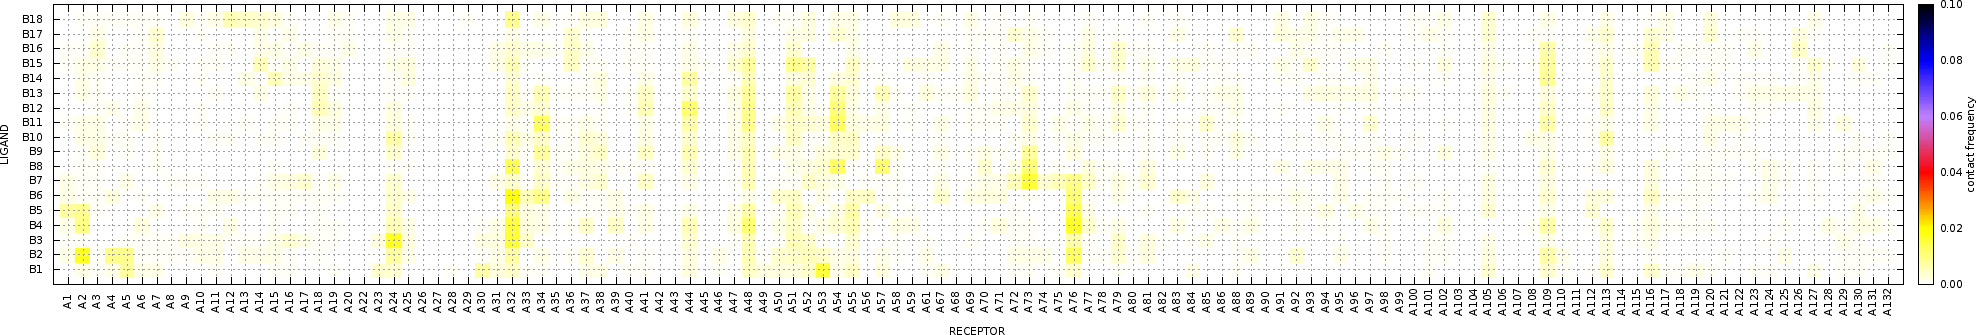 B18
B17
B16
B15
B14
B13
B12
B11
B10
B9
B8
B7
B6
B5
B4
B3
B2
B1
LIGAND
A1 A2 A3 A4 A5 A6 A7 A8 A9 A10 A11 A12 A13 A14 A15 A16 A17 A18 A19 A20 A21 A23 A24 A25 A26 A27 A28 A29 A30 A31 A32 A33 A34 A35 A36 A37 A38 A39 A40 A41 A42 A43 A44 A45 A46 A47 A48 A49 A50 A51 A52 A53 A54 A55 A56 A57 A58 A59 A61 A67 A68 A69 A70 A71 A72 A73 A74 A75 A76 A77 A78 A79 A80 A81 A82 A83 A84 A85 A86 A88 A89 A90 A91 A92 A93 A94 A95 A96 A97 A98 A99 A100 A101 A102 A103 A104 A105 A106 A107 A108 A109 A110 A111 A112 A113 A114 A115 A116 A117 A118 A119 A120 A121 A122 A123 A124 A125 A126 A127 A128 A129 A130 A131 A132
RECEPTOR
0.10
0.08
0.06
0.04
0.02
0.00
contact frequency